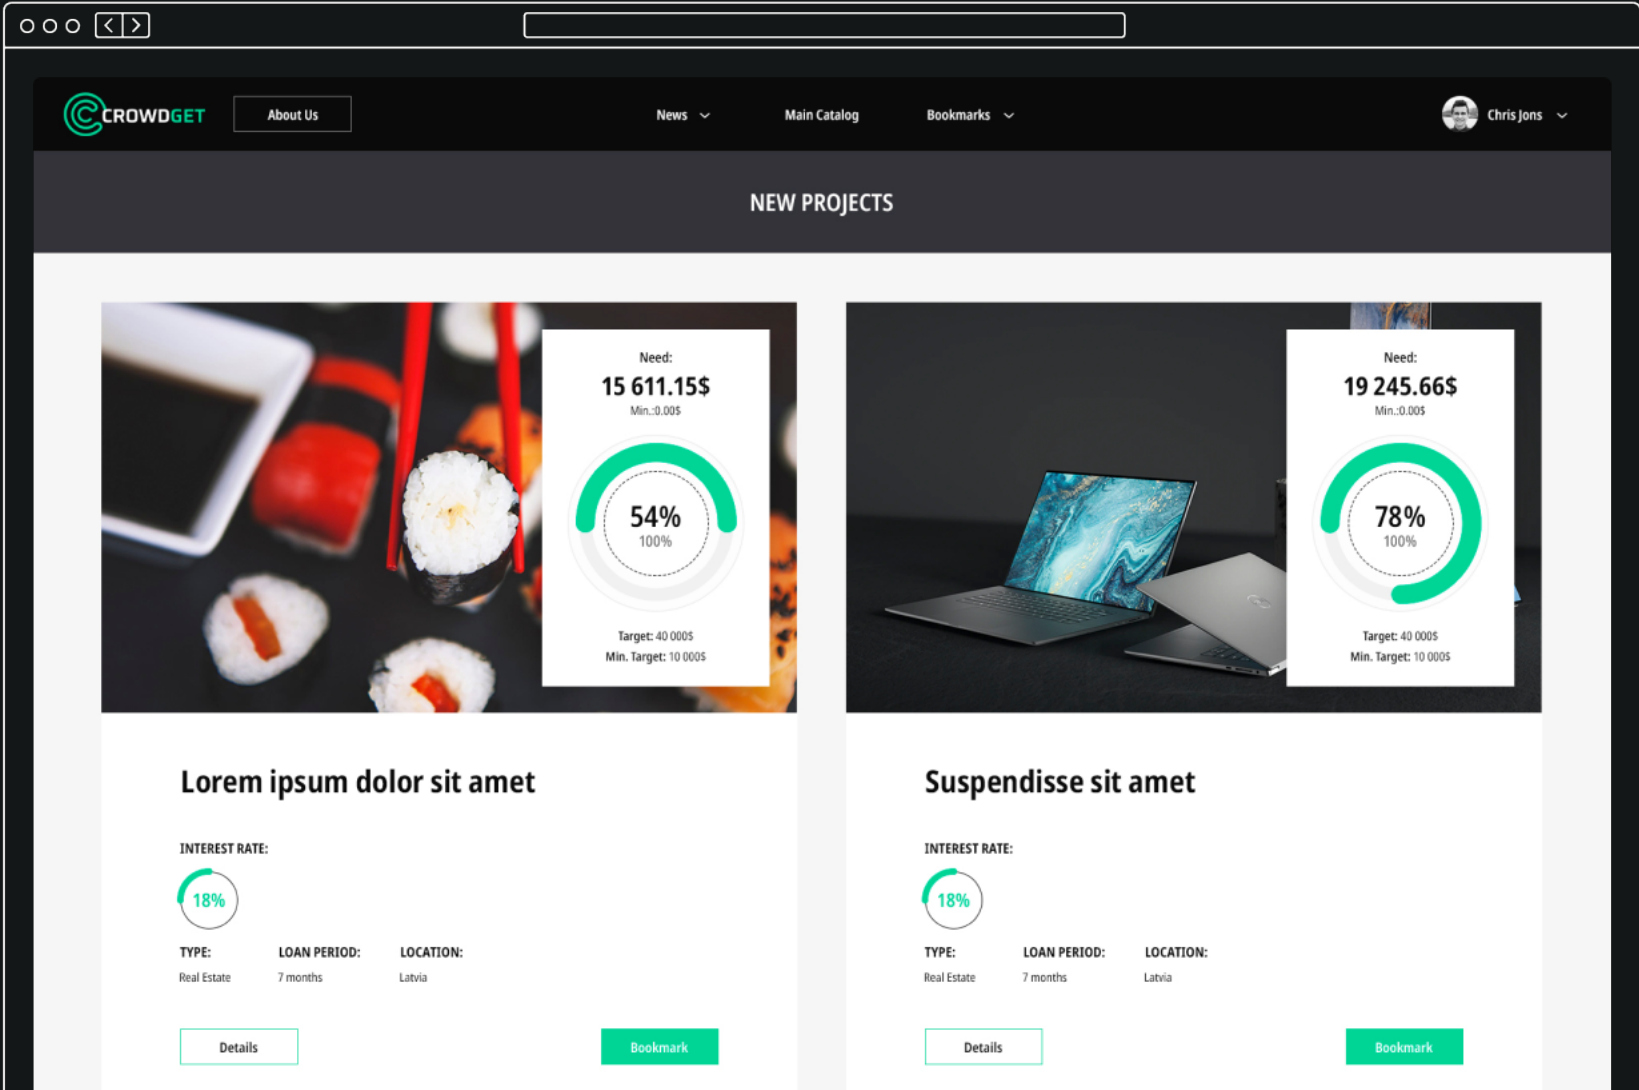 CROWDGET
About Us
News
Main Catalog
Bookmarks
Chris Jons
NEW PROJECTS
Need:
15 611.15$
Min.:0.00$
54%
100%
Target: 40 000$
Min. Target: 10 000$
Lorem ipsum dolor sit amet
INTEREST RATE:
18%
TYPE: LOAN PERIOD: LOCATION:
Real Estate 7 months Latvia
Details
Bookmark
Need:
19 245.66$
Min.:0.00$
78%
100%
Target: 40 000$
Min. Target: 10 000$
Suspendisse sit amet
INTEREST RATE:
18%
TYPE: LOAN PERIOD: LOCATION:
Real Estate 7 months Latvia
Details
Bookmark